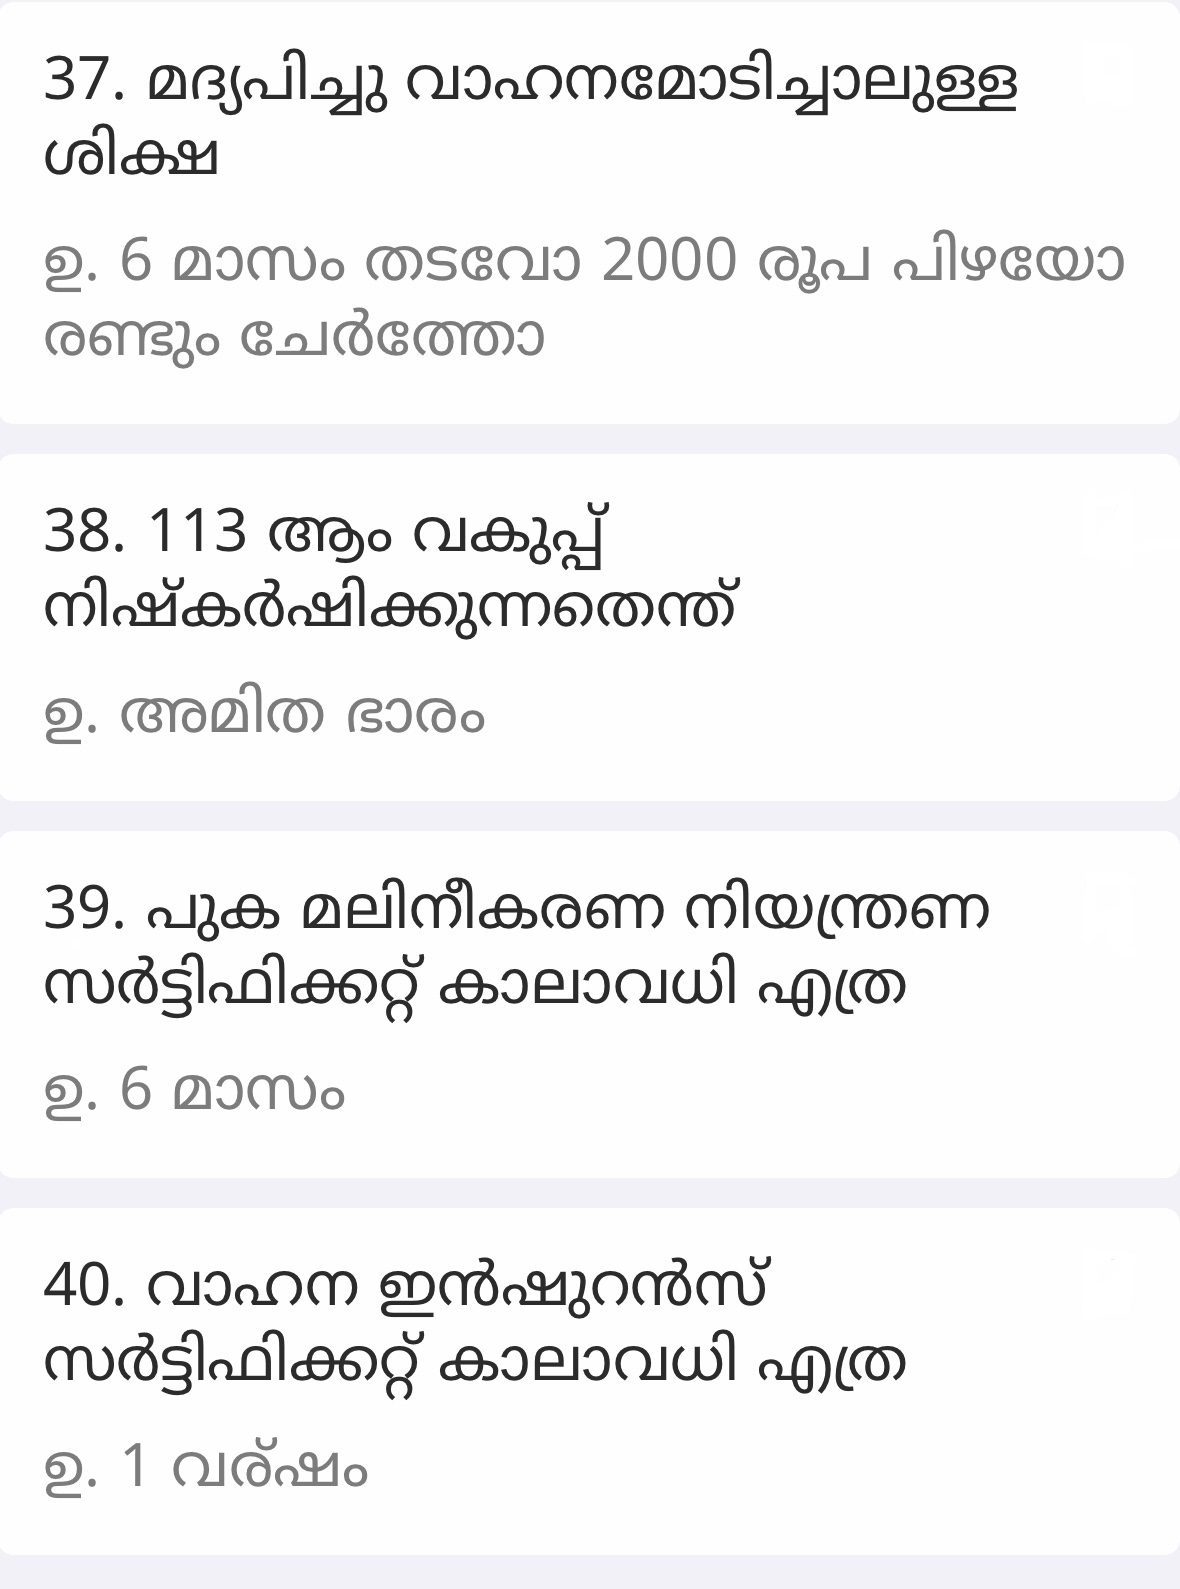 37. മദ്യപിച്ചു വാഹനമോടിച്ചാലുള്ള
ശിക്ഷ
ഉ. 6 മാസം തടവോ 2000 രൂപ പിഴയോ
രണ്ടും ചേർത്തോ
38. 113 ആം വകുപ്പ്
നിഷ്കർഷിക്കുന്നതെന്ത്
ഉ. അമിത ഭാരം
39. പുക മലിനീകരണ നിയന്ത്രണ
സർട്ടിഫിക്കറ്റ് കാലാവധി എത്ര
ഉ. 6 മാസം
40. വാഹന ഇൻഷുറൻസ്
സർട്ടിഫിക്കറ്റ് കാലാവധി എത്ര
ഉ. 1 വര്‌ഷം